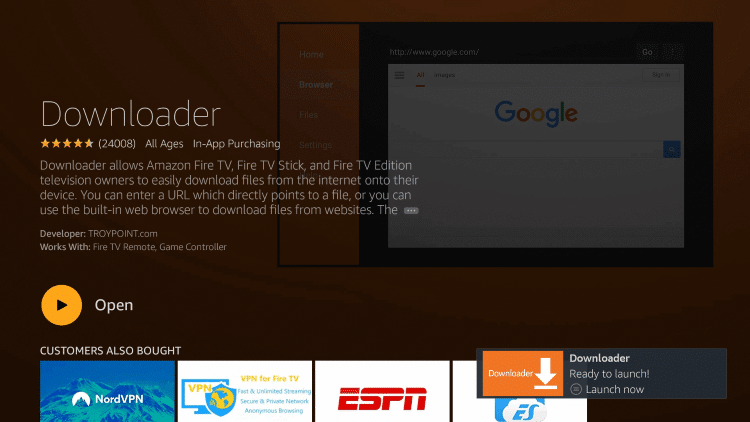 Home
http://www.google.com/
Go
Browser
All Images
Sign in
Files
Google
Settings
Downloader
(24008) All Ages In-App Purchasing
Downloader allows Amazon Fire TV, Fire TV Stick, and Fire TV Edition
television owners to easily download files from the internet onto their
device. You can enter a URL which directly points to a file, or you can
use the built-in web browser to download files from websites. The
Developer: TROYPOINT.com
Works With: Fire TV Remote, Game Controller
Open
CUSTOMERS ALSO BOUGHT
NordVPN
VPN
VPN for Fire TV
Fast & Unlimited Streaming
Secure & Private Network
Anonymous Browsing
ESPN
ES
Downloader
Downloader
Ready to launch!
Launch now